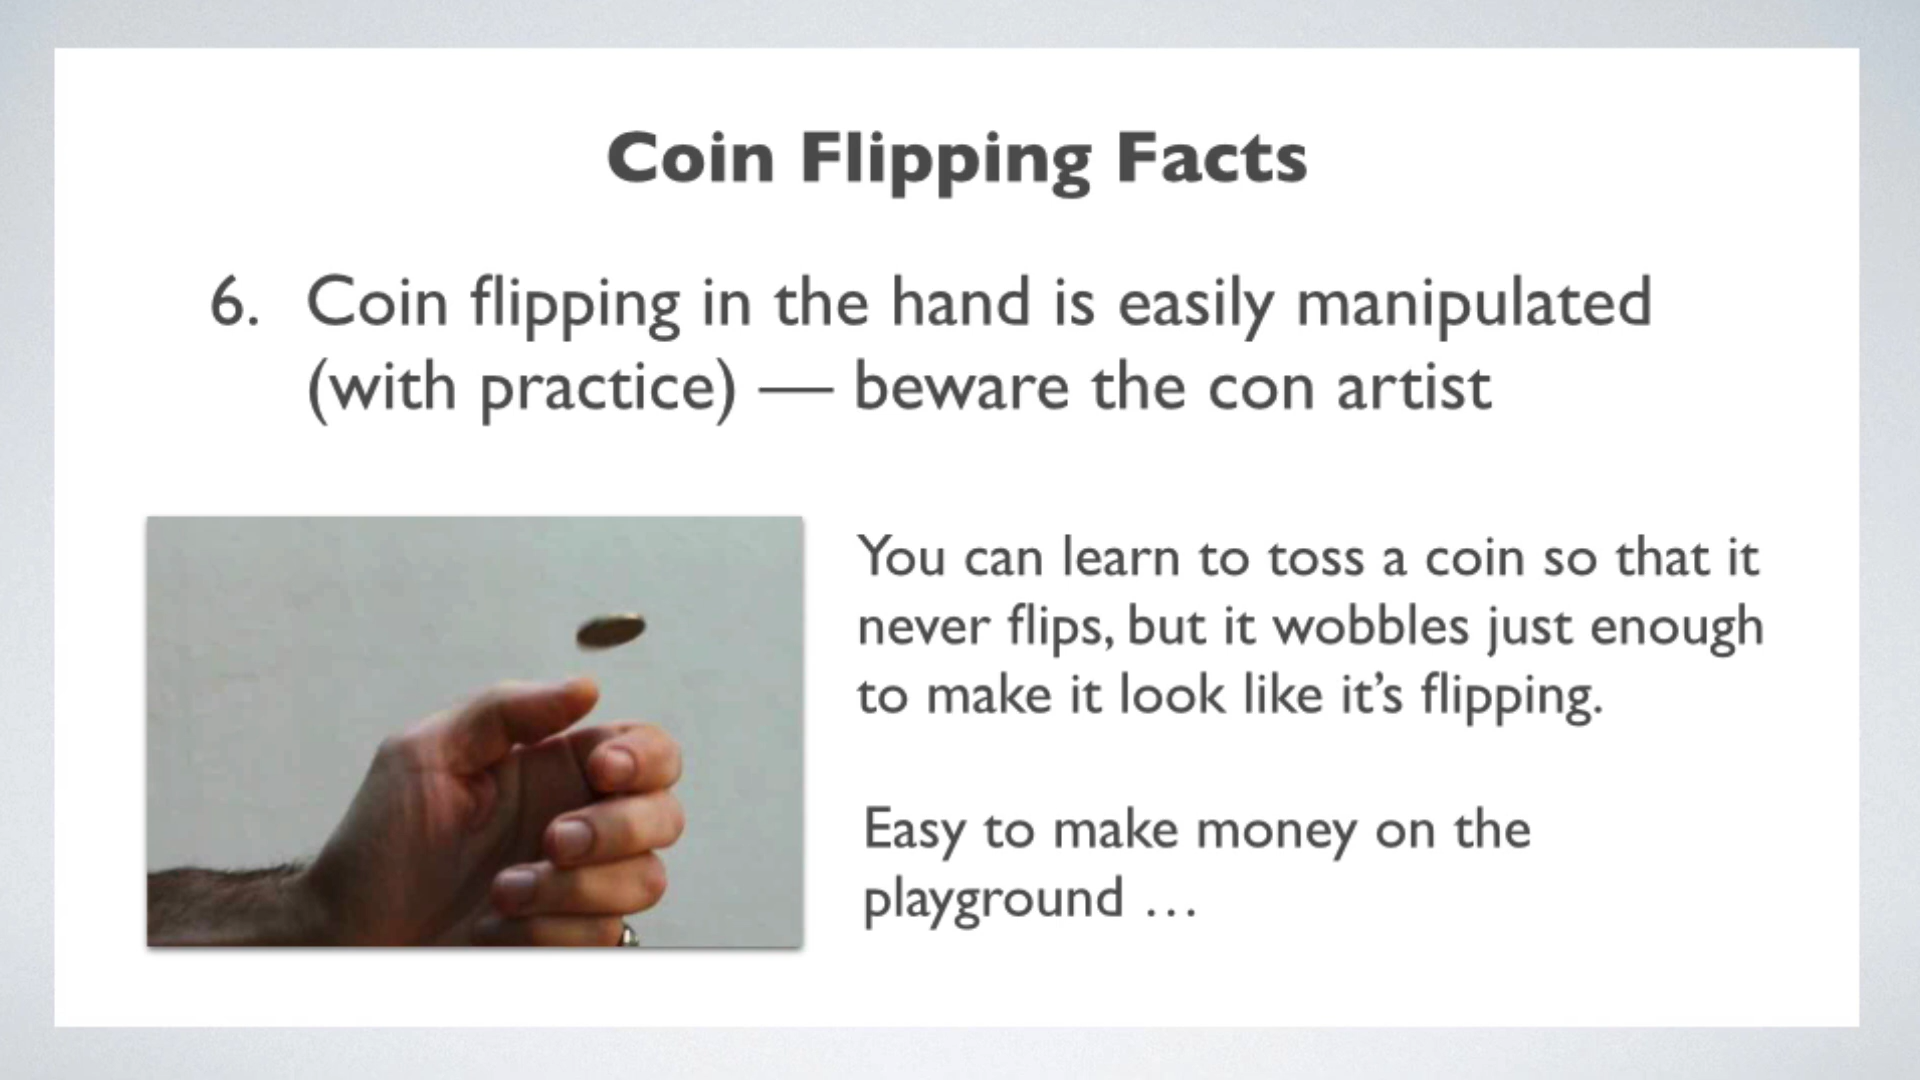 Coin Flipping Facts
6. Coin flipping in the hand is easily manipulated
(with practice) — beware the con artist
You can learn to toss a coin so that it
never flips, but it wobbles just enough
to make it look like it’s flipping.
Easy to make money on the
playground …